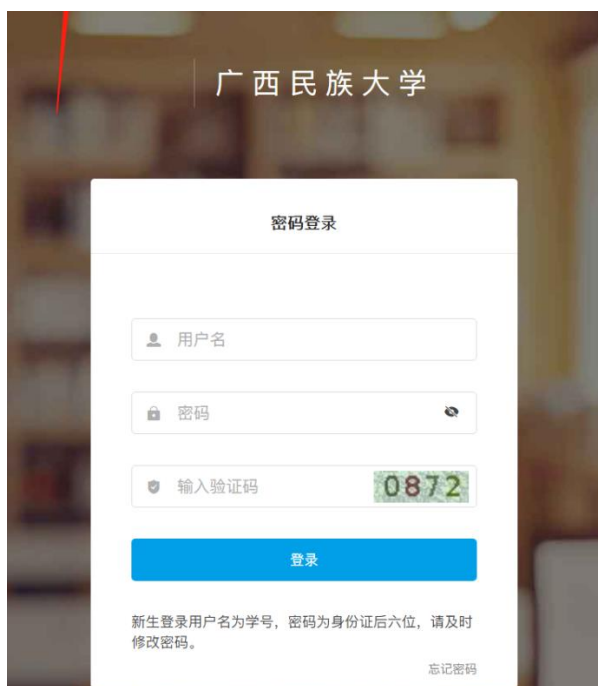 广西民族大学
密码登录
用户名
密码
输入验证码 0872
登录
新生登录用户名为学号，密码为身份证后六位，请及时
修改密码。
忘记密码